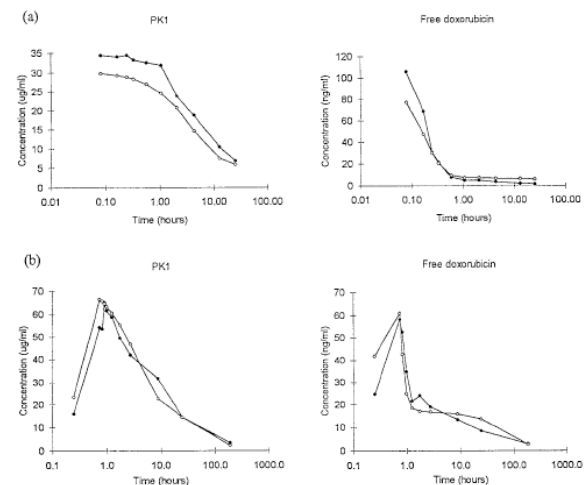 (a)
PK1
Concentration (ug/ml)
35
30
25
20
15
10
5
0
0.01 0.10 1.00 10.00 100.00
Time (hours)
Free doxorubicin
Concentration (ng/ml)
120
100
80
60
40
20
0
0.01 0.10 1.00 10.00 100.00
Time (hours)
(b)
PK1
Concentration (ug/ml)
70
60
50
40
30
20
10
0
0.1 1.0 10.0 100.0 1000.0
Time (hours)
Free doxorubicin
Concentration (ug/ml)
70
60
50
40
30
20
10
0
0.1 1.0 10.0 100.0 1000.0
Time (hours)